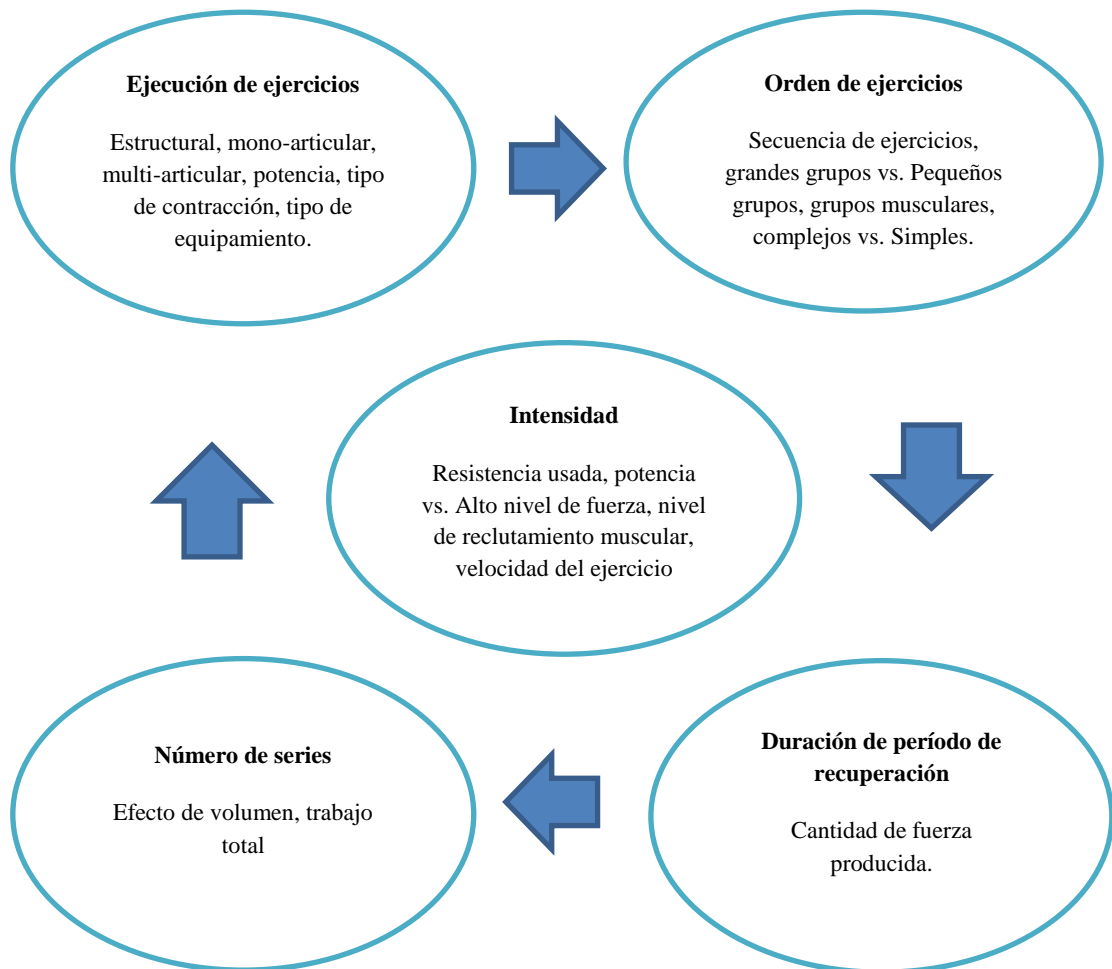 Ejecución de ejercicios
Estructural, mono-articular,
multi-articular, potencia, tipo
de contracción, tipo de
equipamiento.
Orden de ejercicios
Secuencia de ejercicios,
grandes grupos vs. Pequeños
grupos, grupos musculares,
complejos vs. Simples.
Intensidad
Resistencia usada, potencia
vs. Alto nivel de fuerza, nivel
de reclutamiento muscular,
velocidad del ejercicio
Número de series
Efecto de volumen, trabajo
total
Duración de período de
recuperación
Cantidad de fuerza
producida.